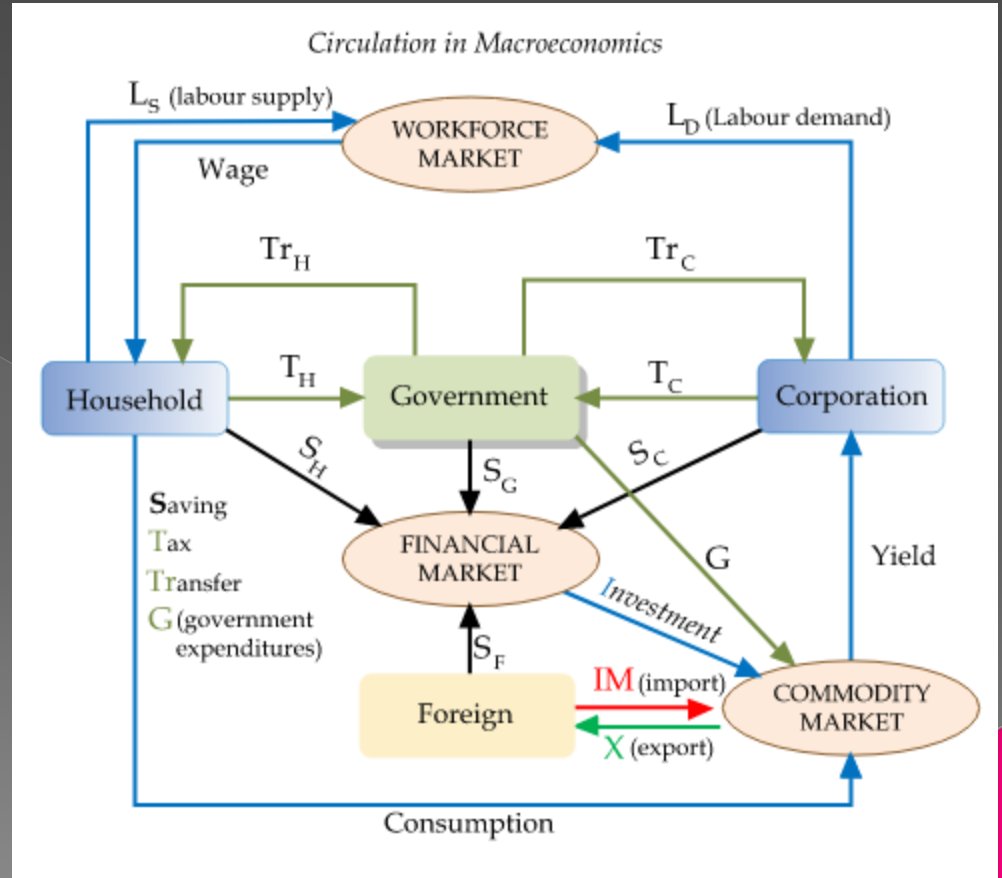 Circulation in Macroeconomics
LS (labour supply)
WORKFORCE
MARKET
LD (Labour demand)
Wage
TrH
TrC
Household
TH
Government
TC
Corporation
SH
SG
SC
Saving
Tax
Transfer
G (government
expenditures)
FINANCIAL
MARKET
G
Yield
Investment
SF
Foreign
IM (import)
X (export)
COMMODITY
MARKET
Consumption